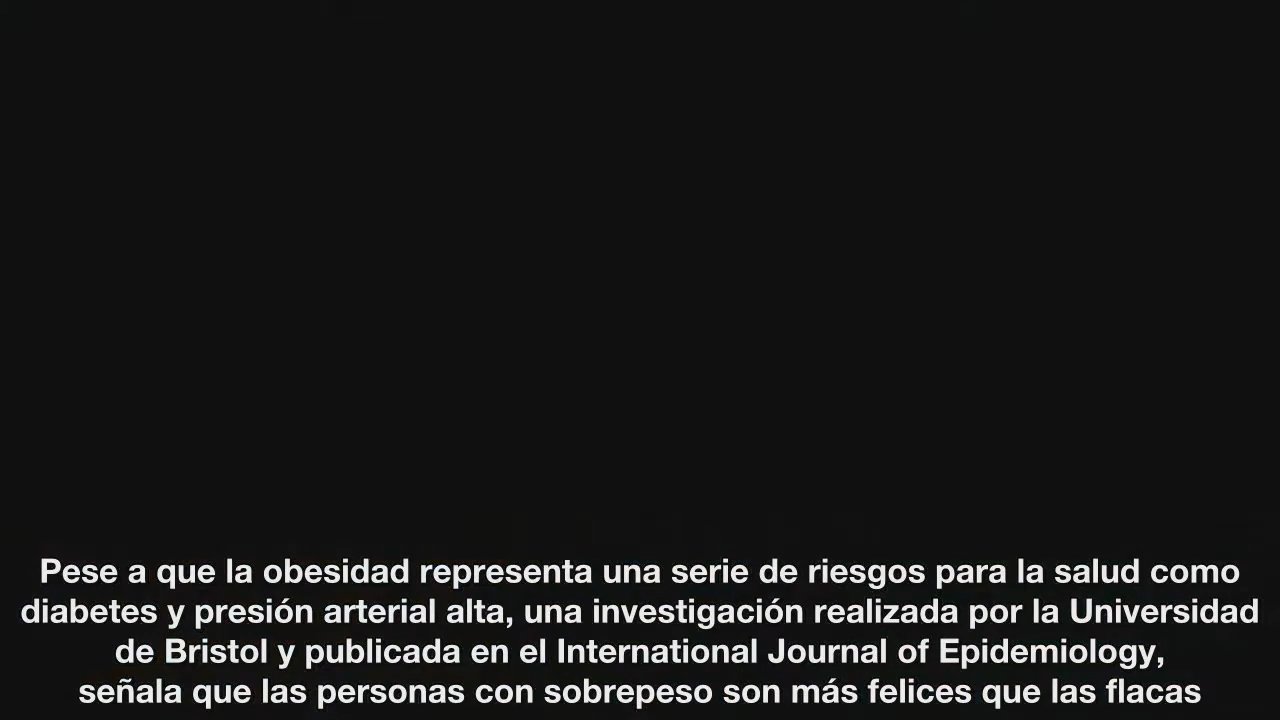 Pese a que la obesidad representa una serie de riesgos para la salud como
diabetes y presión arterial alta, una investigación realizada por la Universidad
de Bristol y publicada en el International Journal of Epidemiology,
señala que las personas con sobrepeso son más felices que las flacas